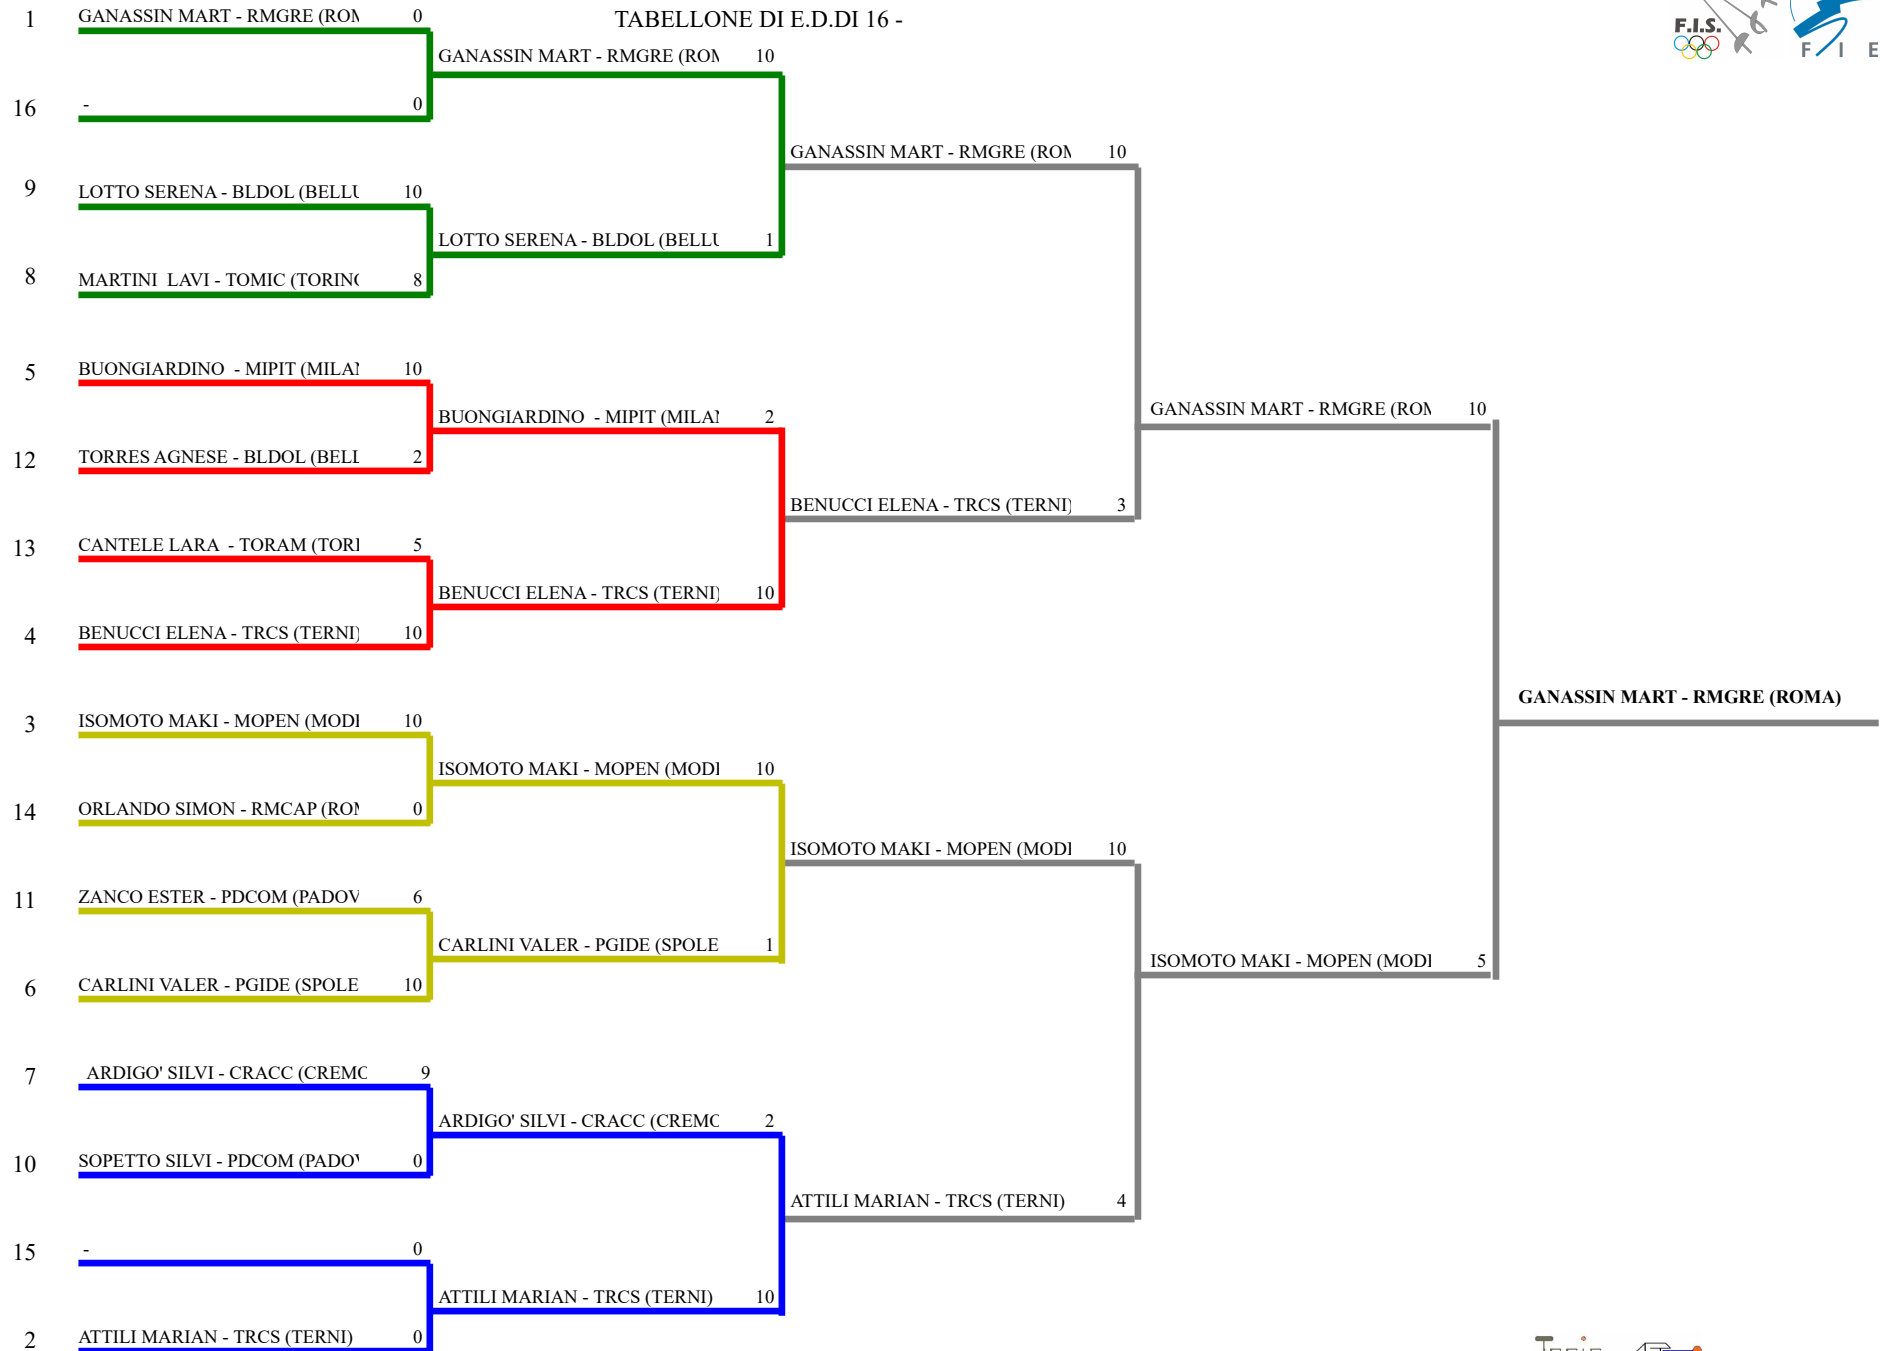 TABELLONE DI E.D.DI 16 -
F.I.S.
F I E
1 GANASSIN MART - RMGRE (ROM 0
16 - 0
9 LOTTO SERENA - BLDOL (BELLU 10
8 MARTINI LAVI - TOMIC (TORINO 8
5 BUONGIARDINO - MIPIT (MILAN 10
12 TORRES AGNESE - BLDOL (BELL 2
13 CANTELE LARA - TORAM (TORI 5
4 BENUCCI ELENA - TRCS (TERNI) 10
3 ISOMOTO MAKI - MOPEN (MODE 10
14 ORLANDO SIMON - RMCAP (ROM 0
11 ZANCO ESTER - PDCOM (PADOV 6
6 CARLINI VALER - PGIDE (SPOLE 10
7 ARDIGO' SILVI - CRACC (CREMO 9
10 SOPETTO SILVI - PDCOM (PADOV 0
15 - 0
2 ATTILI MARIAN - TRCS (TERNI) 0
GANASSIN MART - RMGRE (ROM 10
LOTTO SERENA - BLDOL (BELLU 1
BUONGIARDINO - MIPIT (MILAN 2
BENUCCI ELENA - TRCS (TERNI) 10
ISOMOTO MAKI - MOPEN (MODE 10
CARLINI VALER - PGIDE (SPOLE 1
ARDIGO' SILVI - CRACC (CREMO 2
ATTILI MARIAN - TRCS (TERNI) 10
GANASSIN MART - RMGRE (ROM 10
BENUCCI ELENA - TRCS (TERNI) 3
ISOMOTO MAKI - MOPEN (MODE 10
ATTILI MARIAN - TRCS (TERNI) 4
GANASSIN MART - RMGRE (ROM 10
ISOMOTO MAKI - MOPEN (MODE 5
GANASSIN MART - RMGRE (ROMA)